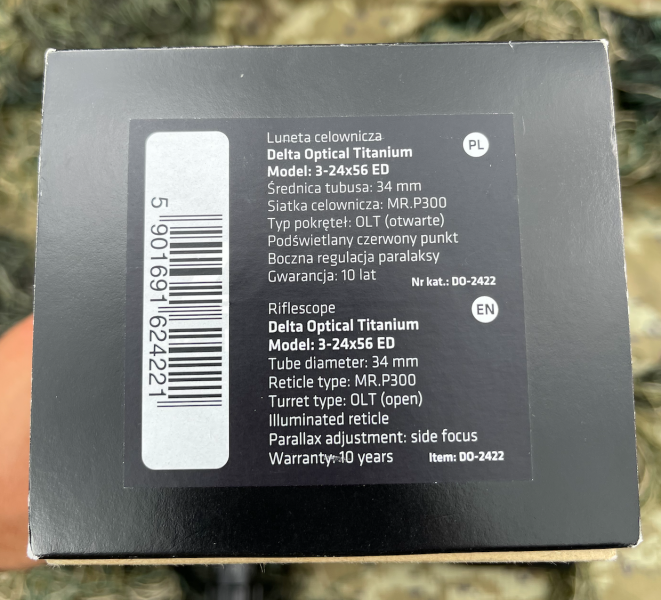 Luneta celownicza
PL
Delta Optical Titanium
Model: 3-24x56 ED
Średnica tubusa: 34 mm
Siatka celownicza: MR.P300
Typ pokręteł: OLT (otwarte)
Podświetlany czerwony punkt
Boczna regulacja paralaksy
Gwarancja: 10 lat
Nr kat.: DO-2422
Riflescope
EN
Delta Optical Titanium
Model: 3-24x56 ED
Tube diameter: 34 mm
Reticle type: MR.P300
Turret type: OLT (open)
Illuminated reticle
Parallax adjustment: side focus
Warranty: 10 years
Item: DO-2422
5 901691 624221